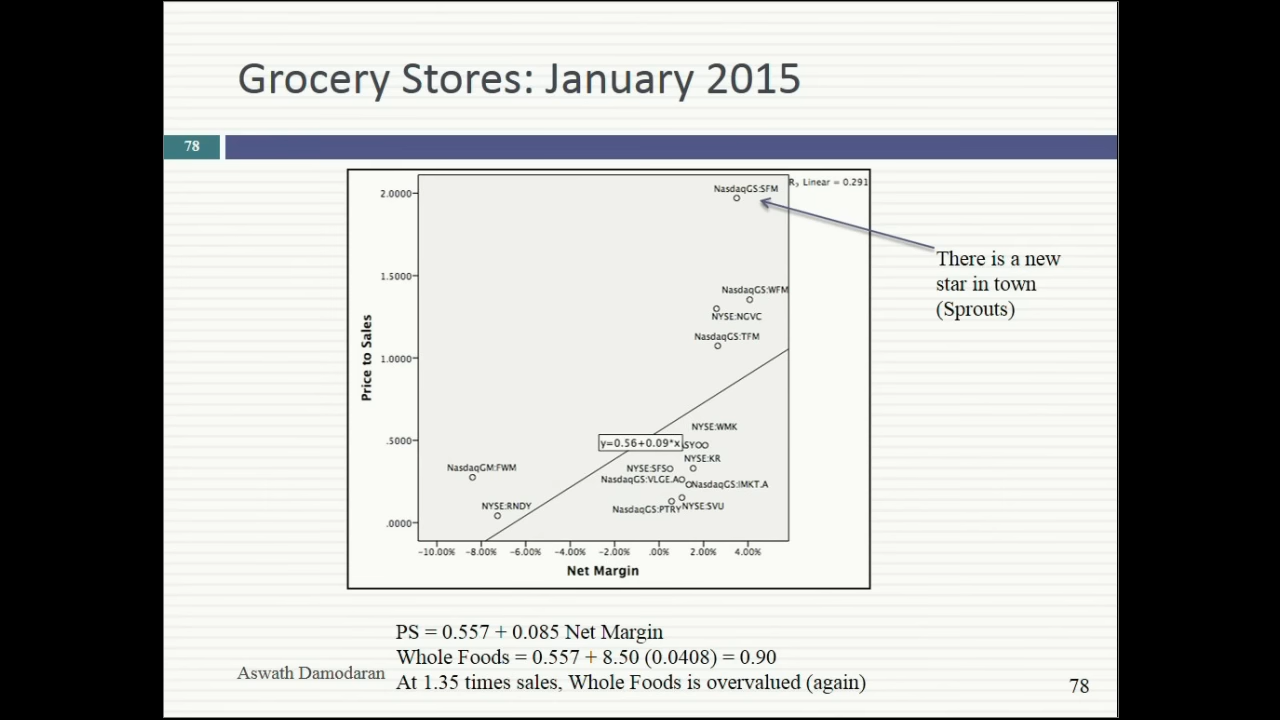 Grocery Stores: January 2015
78
R, Linear = 0.291
2.0000
1.5000
1.0000
.5000
.0000
Price to Sales
NasdaqGS:SFM
NasdaqGS:WFM
NYSE:NGVC
NasdaqGS:TFM
NYSE:WMK
y=0.56+0.09*x
NYSE:KR
NasdaqGM:FWM
NYSE:SFS
NasdaqGS:VLGE.A
NasdaqGS:IMKT.A
NYSE:RNDY
NasdaqGS:PTRY
NYSE:SVU
-10.00% -8.00% -6.00% -4.00% -2.00% .00% 2.00% 4.00%
Net Margin
There is a new
star in town
(Sprouts)
PS = 0.557 + 0.085 Net Margin
Whole Foods = 0.557 + 8.50 (0.0408) = 0.90
At 1.35 times sales, Whole Foods is overvalued (again)
Aswath Damodaran
78